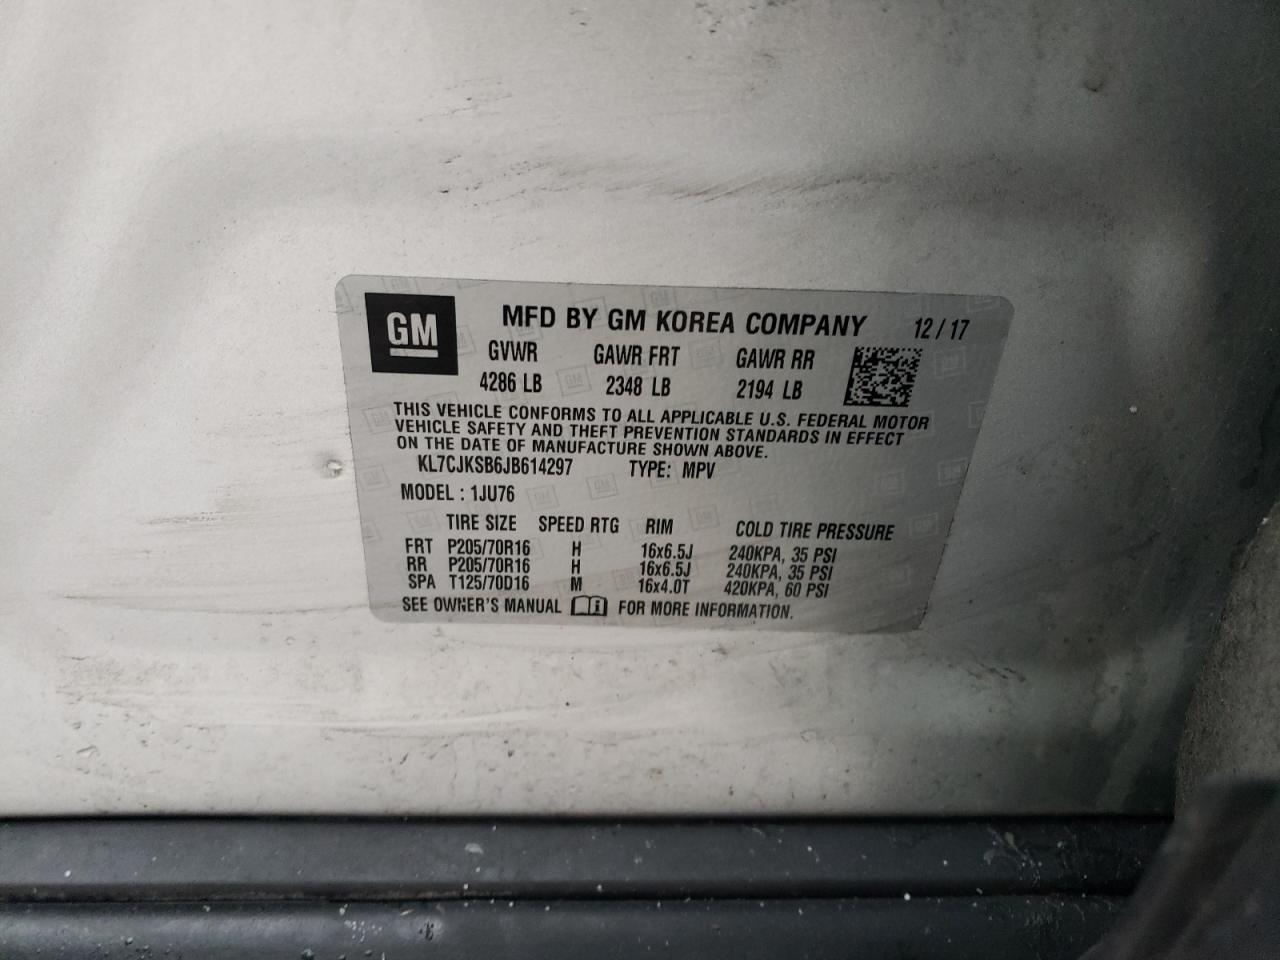 GM
MFD BY GM KOREA COMPANY 12 / 17
GVWR GAWR FRT GAWR RR
4286 LB 2348 LB 2194 LB
THIS VEHICLE CONFORMS TO ALL APPLICABLE U.S. FEDERAL MOTOR
VEHICLE SAFETY AND THEFT PREVENTION STANDARDS IN EFFECT
ON THE DATE OF MANUFACTURE SHOWN ABOVE.
KL7CJKSB6JB614297 TYPE: MPV
MODEL : 1JU76
TIRE SIZE SPEED RTG RIM COLD TIRE PRESSURE
FRT P205/70R16 H 16x6.5J 240KPA, 35 PSI
RR P205/70R16 H 16x6.5J 240KPA, 35 PSI
SPA T125/70D16 M 16x4.0T 420KPA, 60 PSI
SEE OWNER'S MANUAL FOR MORE INFORMATION.